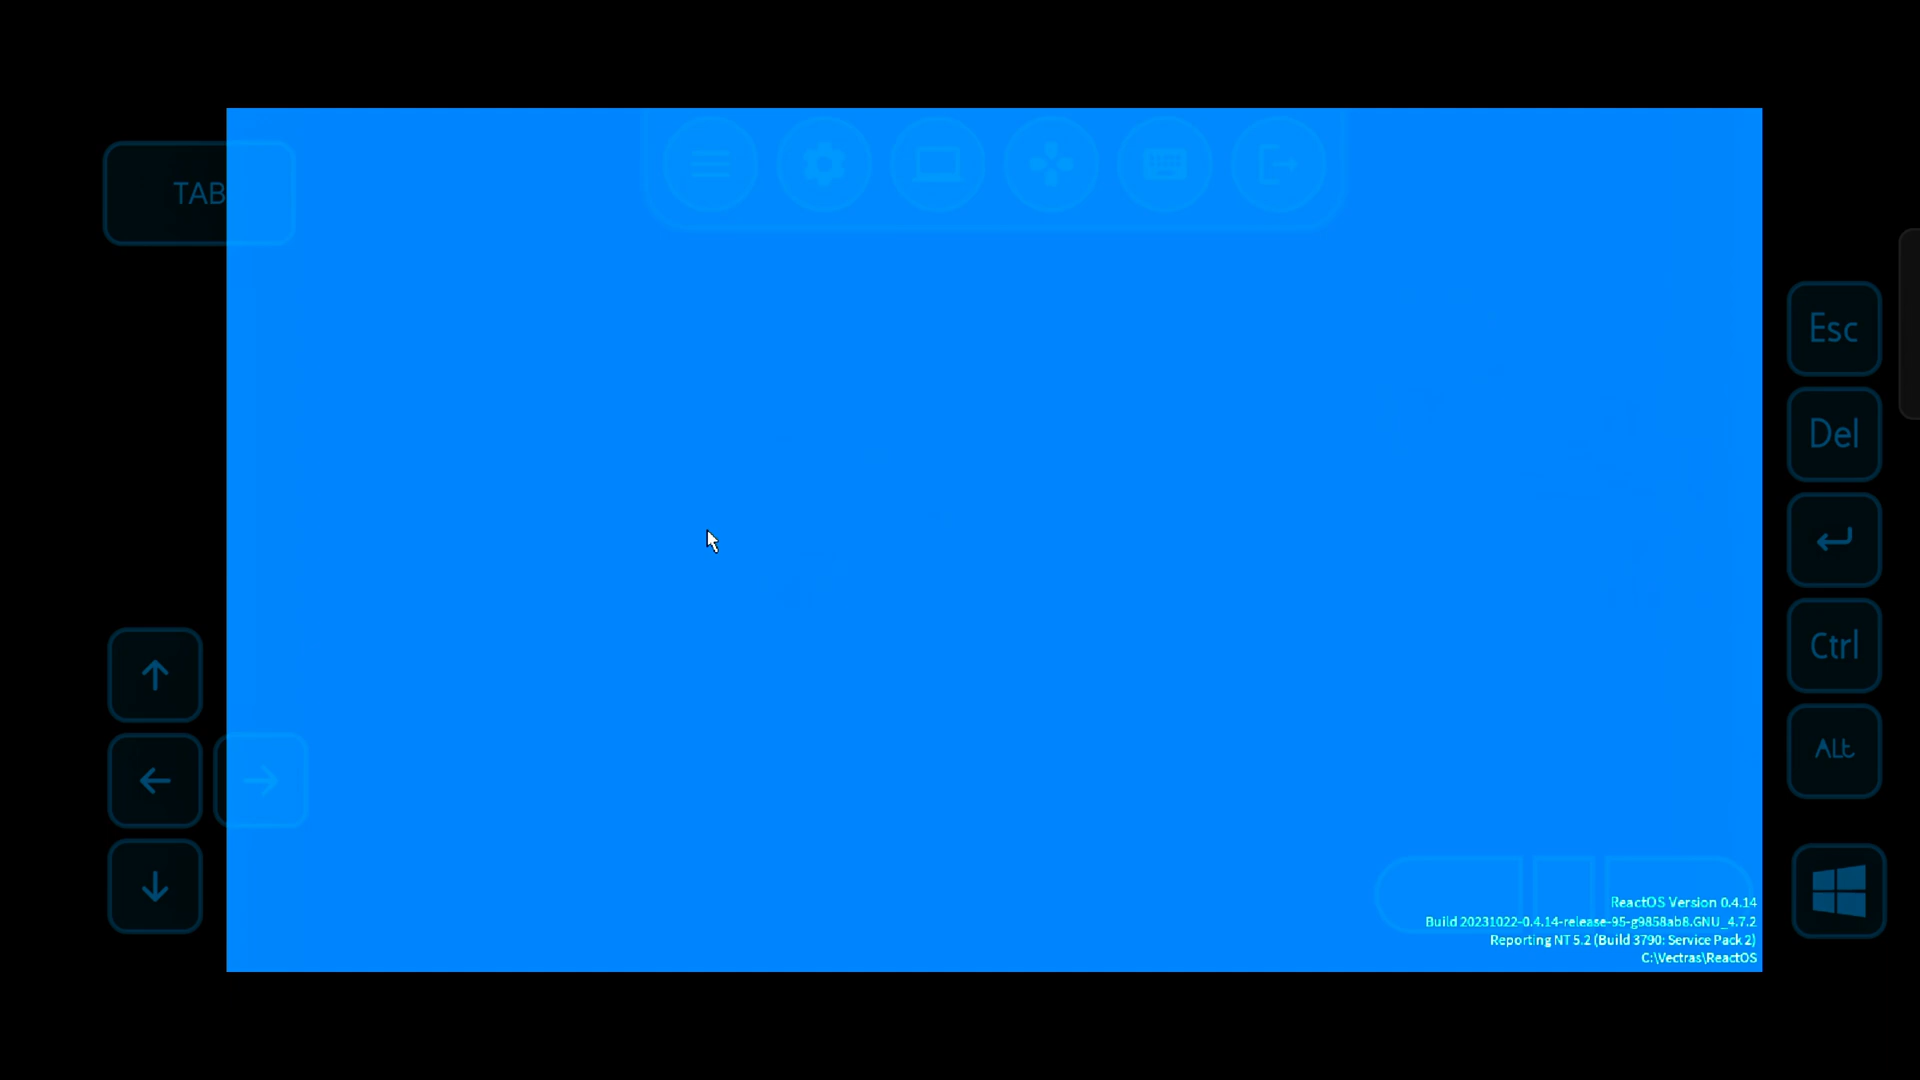 TAB
Esc
Del
Ctrl
ALt
ReactOS Version 0.4.14
Build 20231022-0.4.14-release-95-g9858ab8.GNU_4.7.2
Reporting NT 5.2 (Build 3790: Service Pack 2)
C:\Vectras\ReactOS